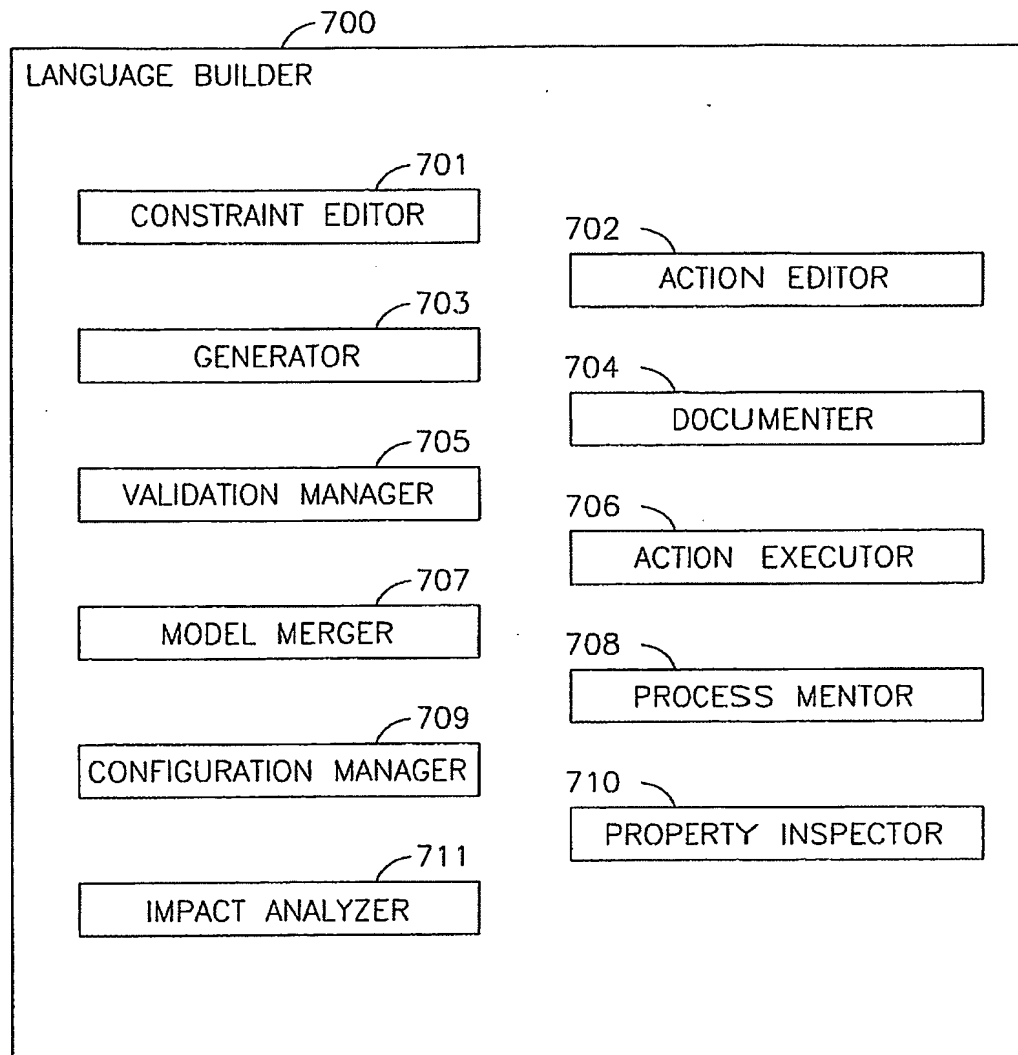 700
LANGUAGE BUILDER
701
CONSTRAINT EDITOR
702
ACTION EDITOR
703
GENERATOR
704
DOCUMENTER
705
VALIDATION MANAGER
706
ACTION EXECUTOR
707
MODEL MERGER
708
PROCESS MENTOR
709
CONFIGURATION MANAGER
710
PROPERTY INSPECTOR
711
IMPACT ANALYZER